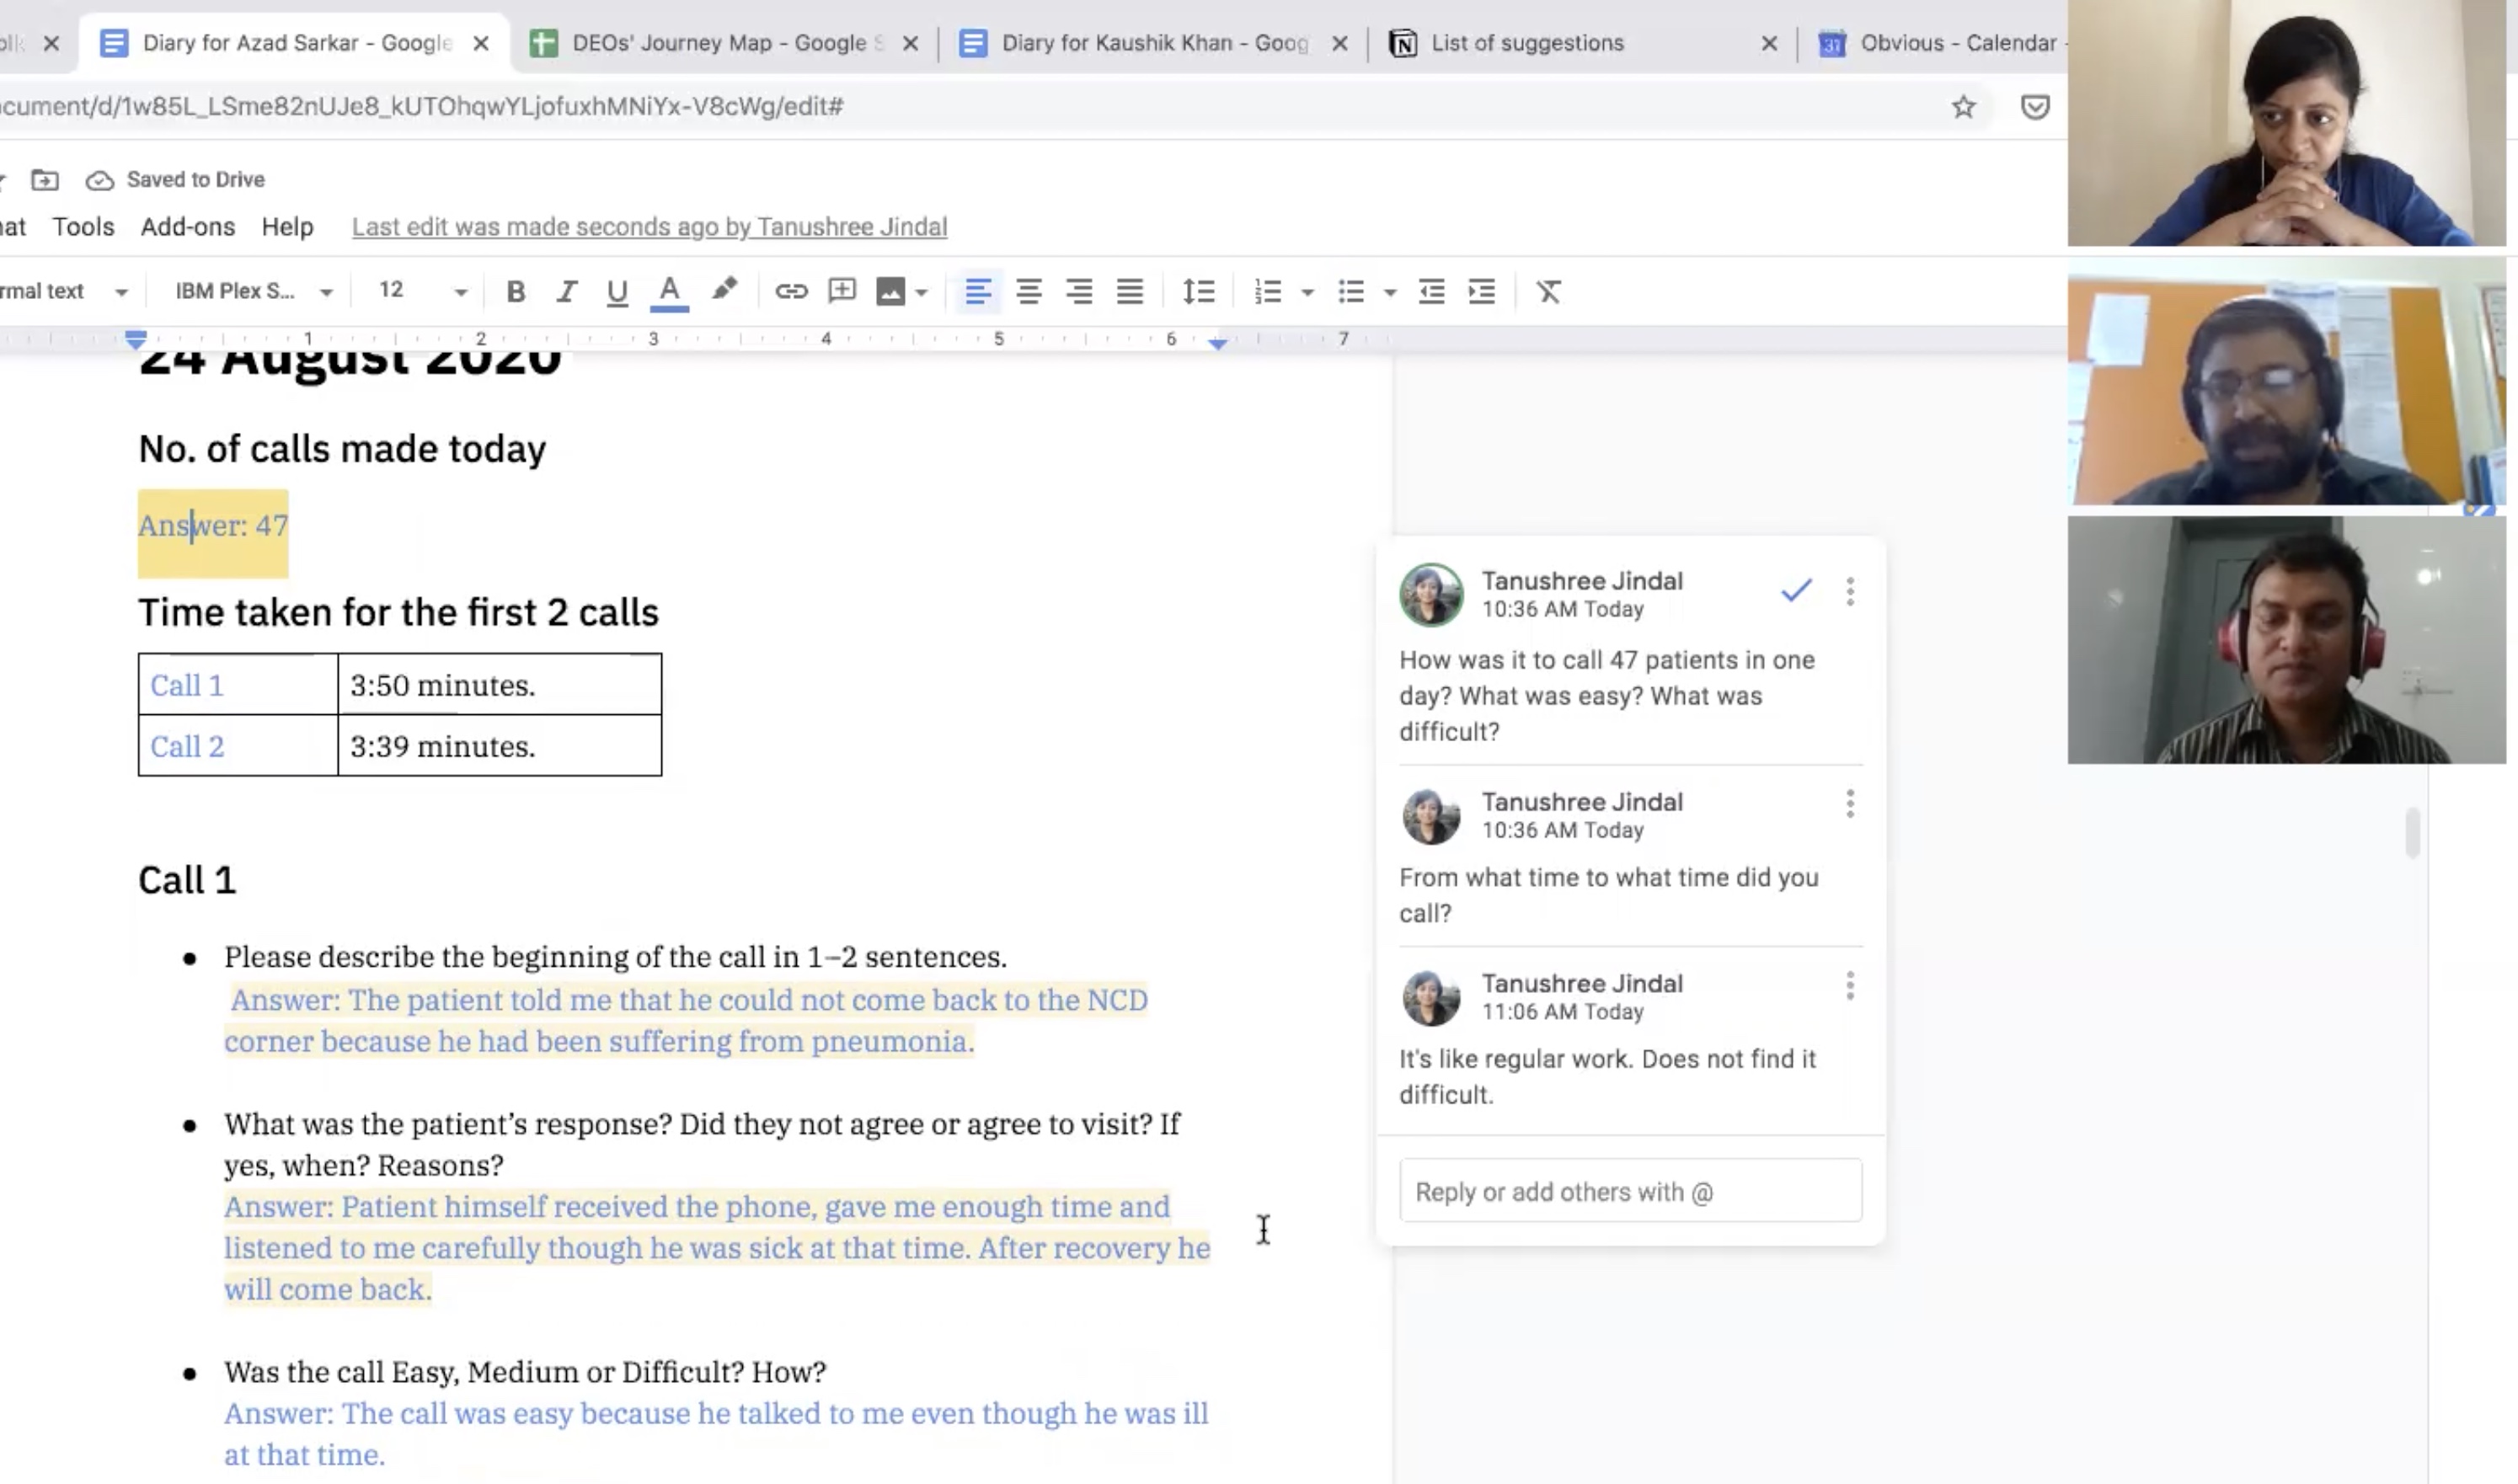 Diary for Azad Sarkar - Google
DEOs' Journey Map - Google S
Diary for Kaushik Khan - Goog
List of suggestions
31
Obvious - Calendar -
ocument/d/1w85L_LSme82nUJe8_kUTOhqwYLjofuxhMNiYx-V8cWg/edit#
Saved to Drive
mat Tools Add-ons Help Last edit was made seconds ago by Tanushree Jindal
rmal text IBM Plex S... 12 B I U A
1 2 3 4 5 6 7
24 August 2020
No. of calls made today
Answer: 47
Time taken for the first 2 calls
Call 1 3:50 minutes.
Call 2 3:39 minutes.
Call 1
● Please describe the beginning of the call in 1–2 sentences.
Answer: The patient told me that he could not come back to the NCD
corner because he had been suffering from pneumonia.
● What was the patient’s response? Did they not agree or agree to visit? If
yes, when? Reasons?
Answer: Patient himself received the phone, gave me enough time and
listened to me carefully though he was sick at that time. After recovery he
will come back.
● Was the call Easy, Medium or Difficult? How?
Answer: The call was easy because he talked to me even though he was ill
at that time.
Tanushree Jindal
10:36 AM Today
How was it to call 47 patients in one
day? What was easy? What was
difficult?
Tanushree Jindal
10:36 AM Today
From what time to what time did you
call?
Tanushree Jindal
11:06 AM Today
It's like regular work. Does not find it
difficult.
Reply or add others with @